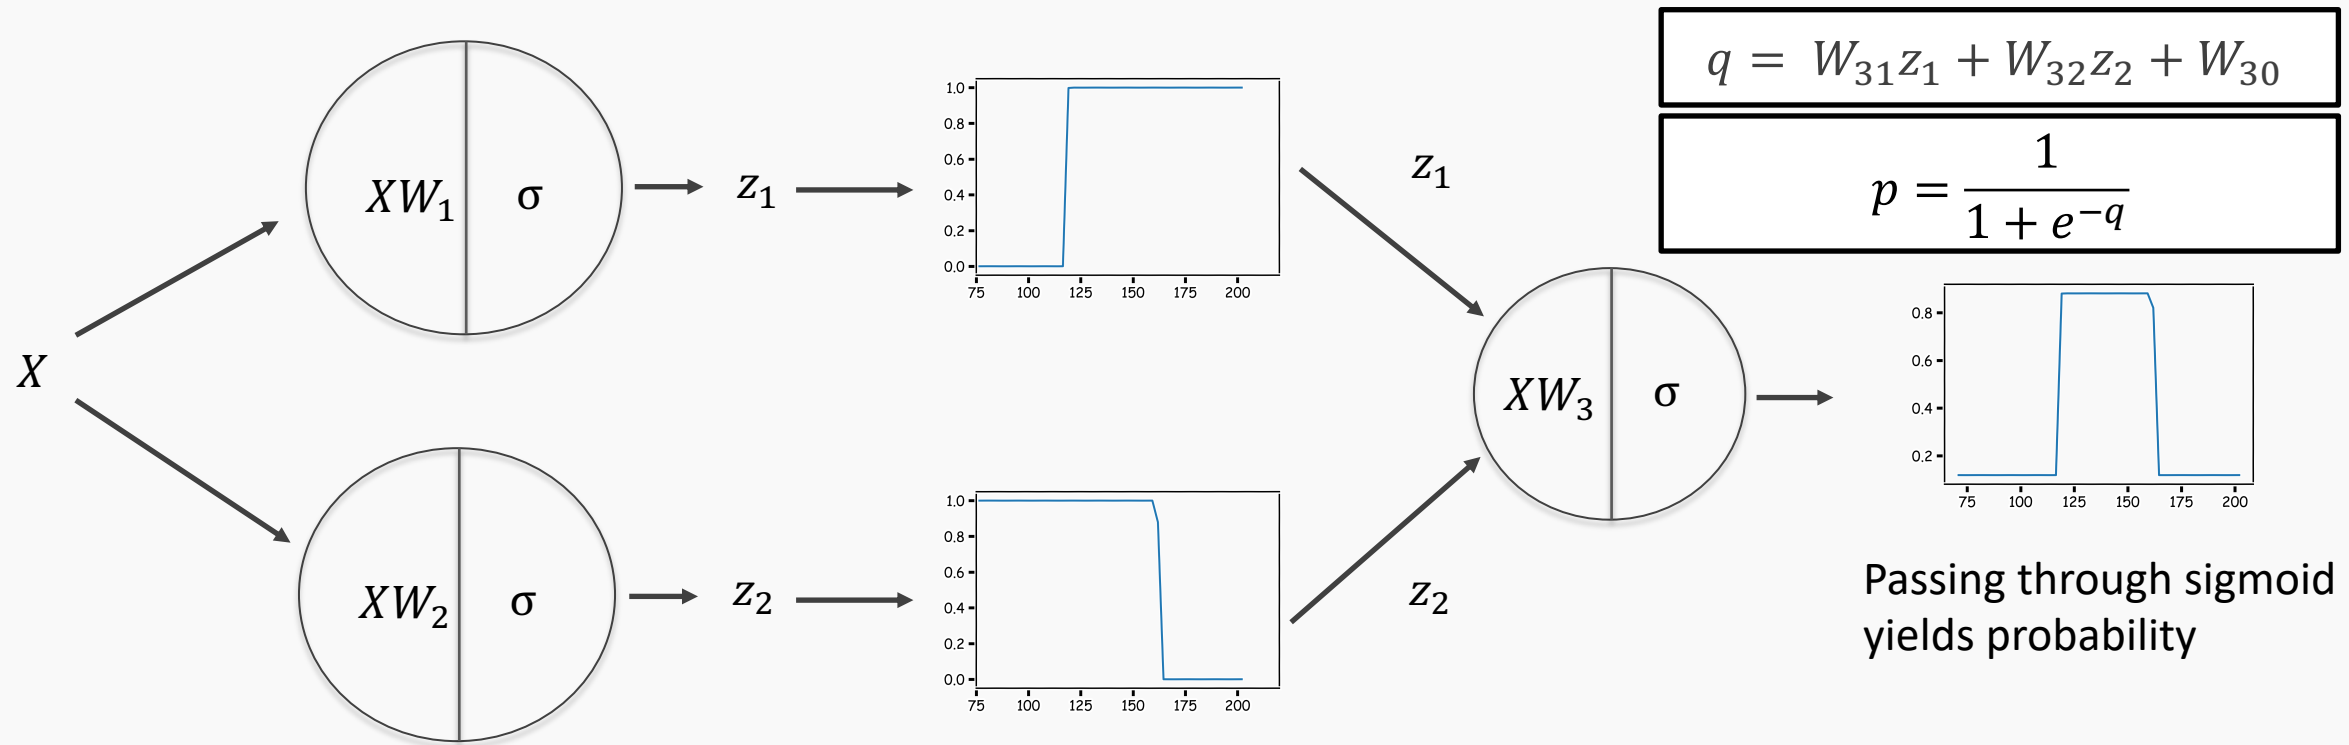 q = W₃₁z₁ + W₃₂z₂ + W₃₀
p = 1 / (1 + e^{−q})
X
XW₁ σ
z₁
1.0
0.8
0.6
0.4
0.2
0.0
75 100 125 150 175 200
z₁
XW₂ σ
z₂
1.0
0.8
0.6
0.4
0.2
0.0
75 100 125 150 175 200
z₂
XW₃ σ
0.8
0.6
0.4
0.2
75 100 125 150 175 200
Passing through sigmoid
yields probability